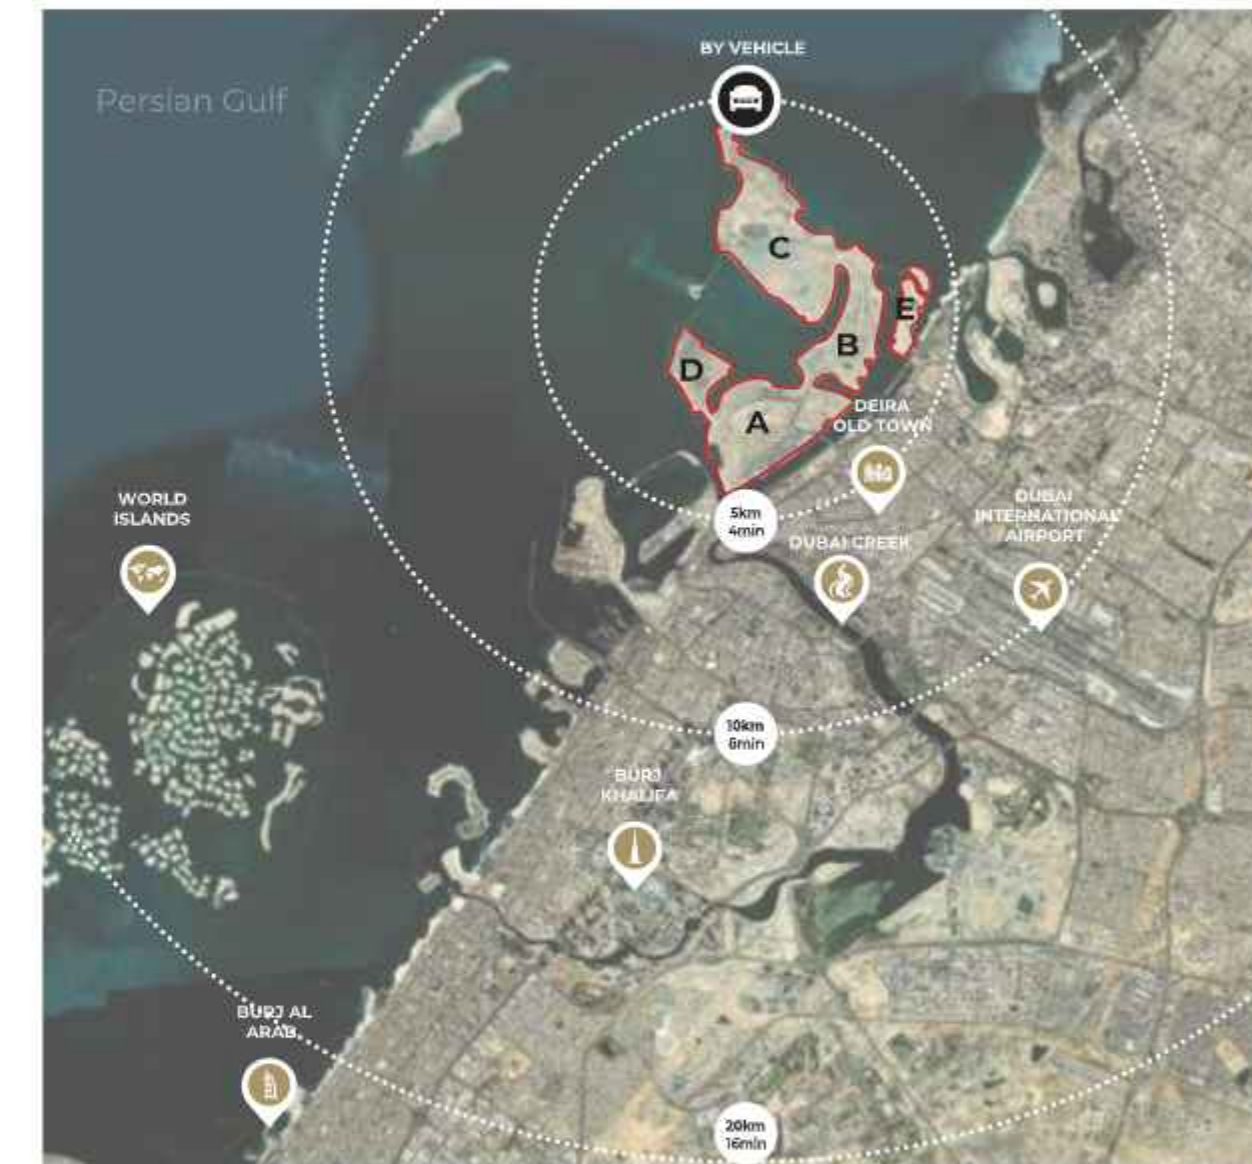 BY VEHICLE
Persian Gulf
C
E
B
D
A
DEIRA
OLD TOWN
WORLD
ISLANDS
5km
4min
DUBAI
INTERNATIONAL
AIRPORT
DUBAI CREEK
10km
6min
BURJ
KHALIFA
BURJ AL
ARAB
20km
16min